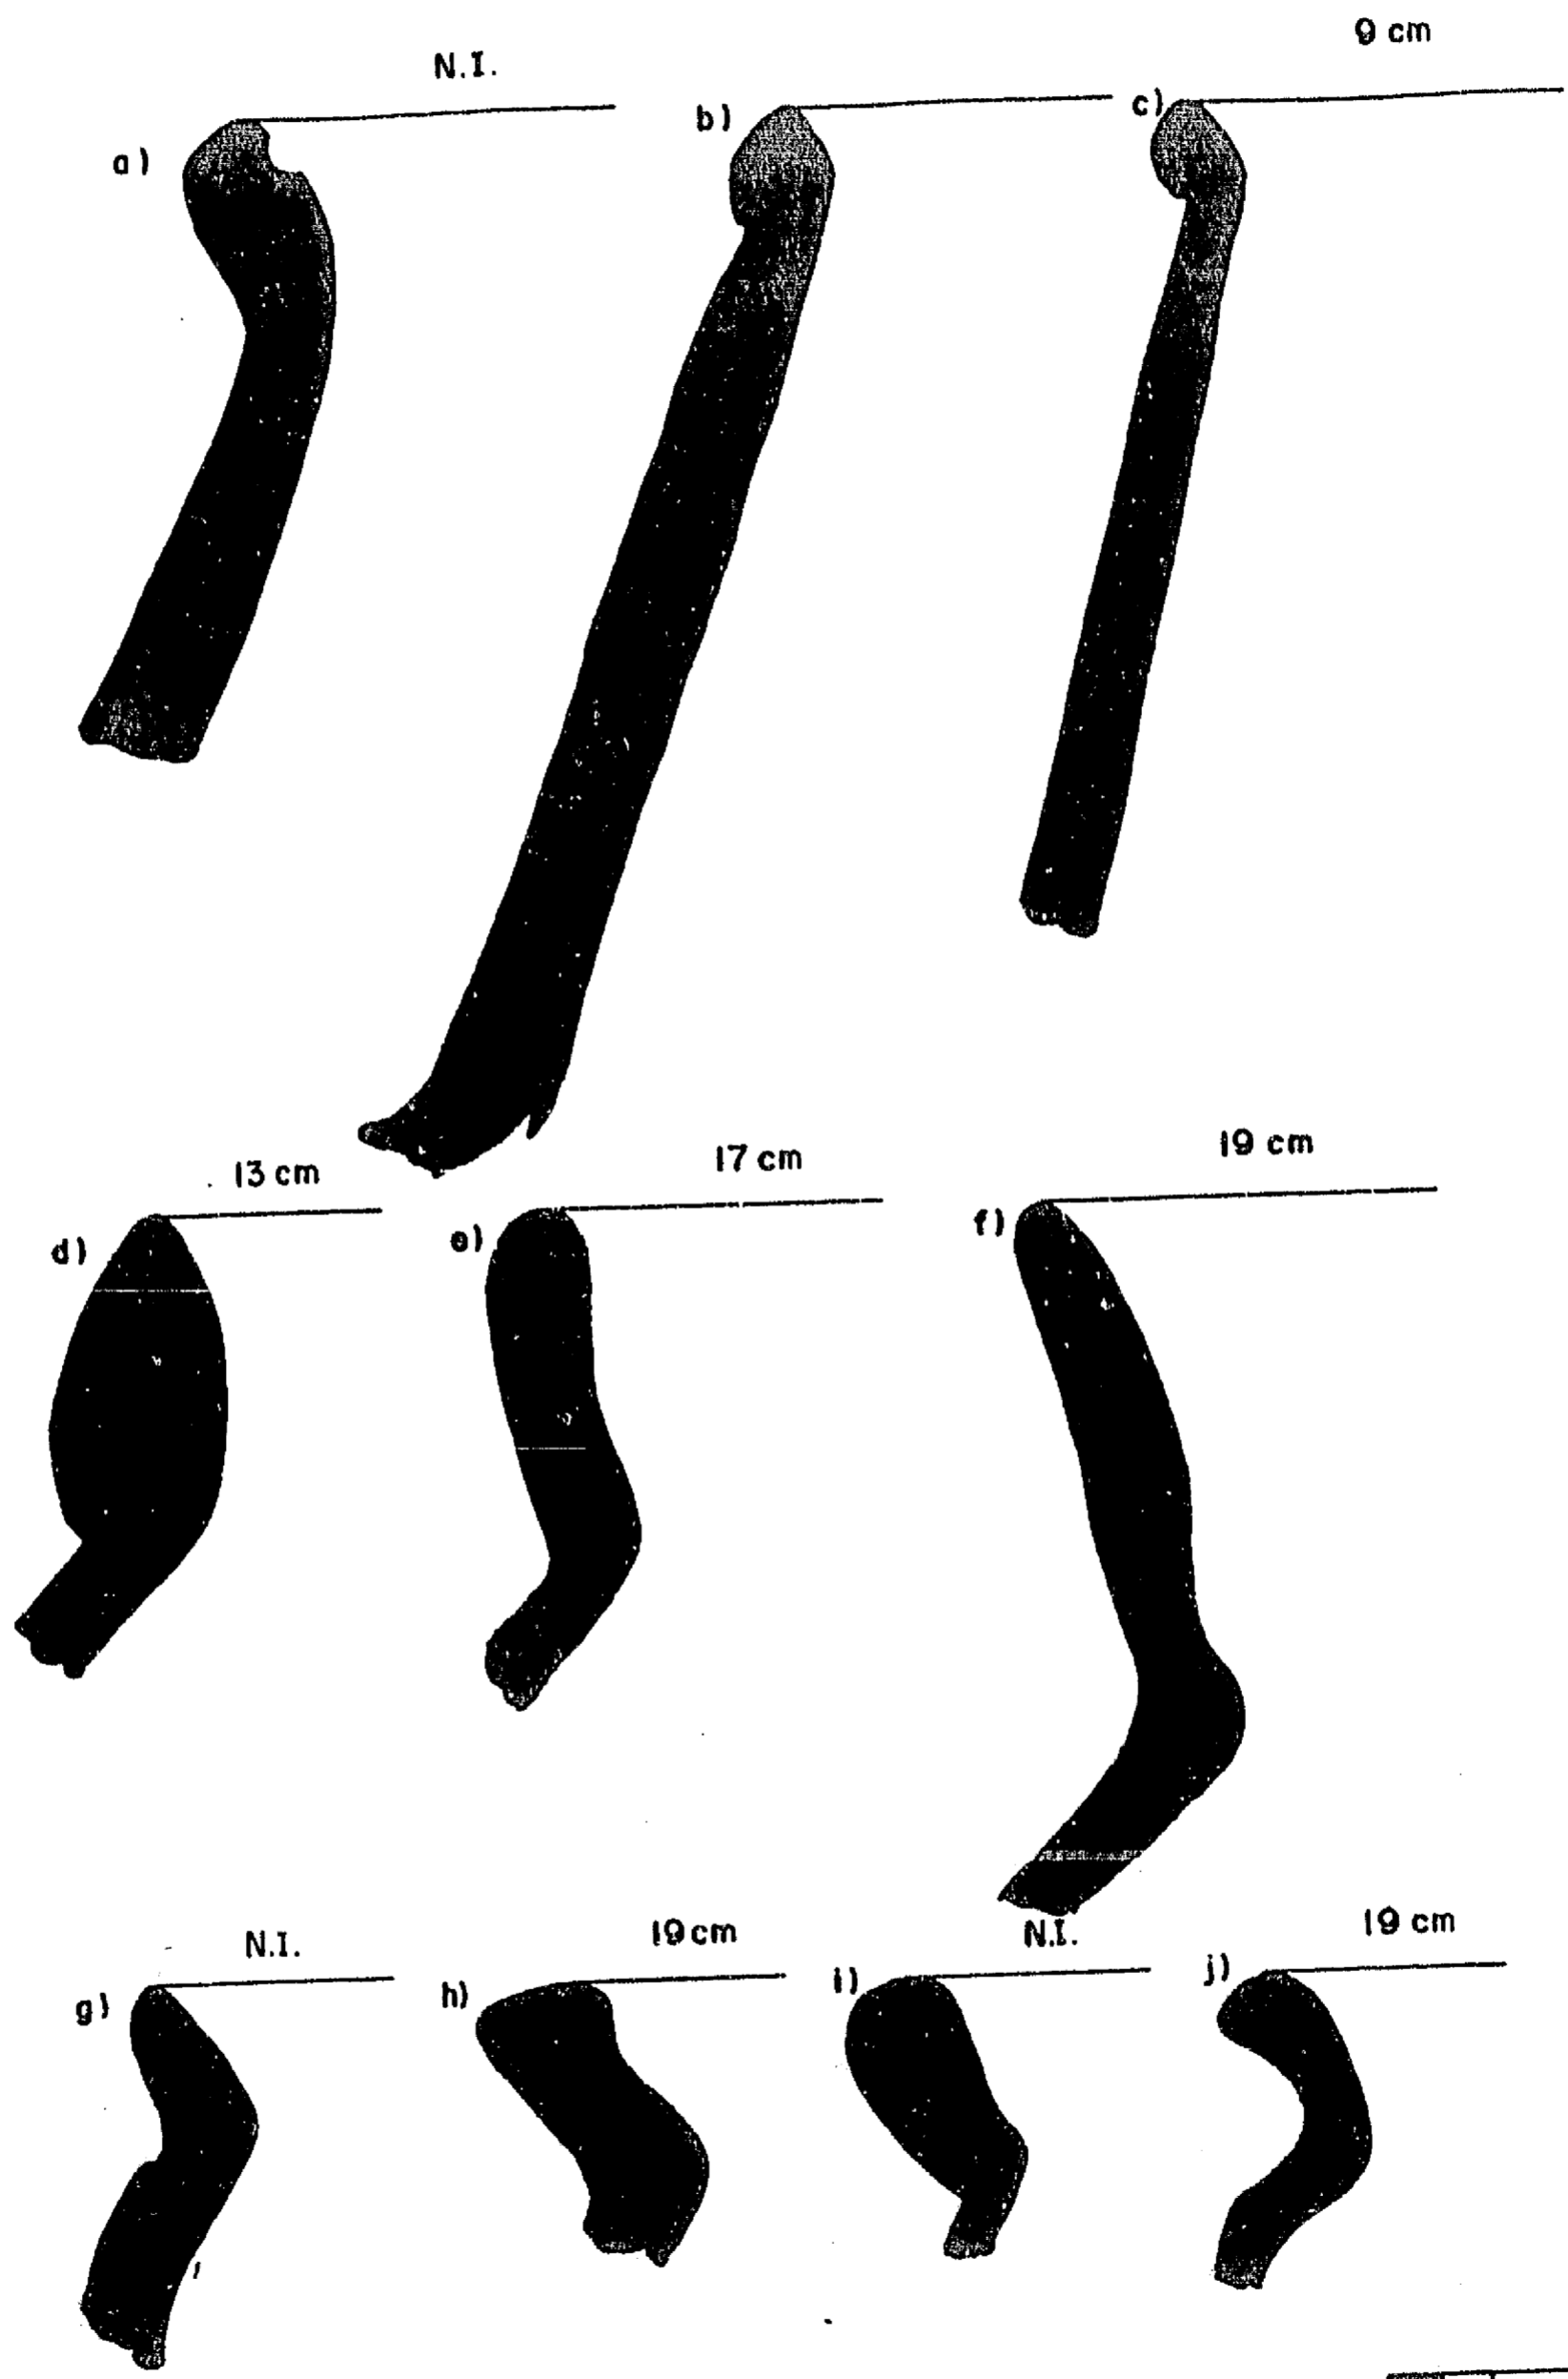 9 cm
N.I.
a)
b)
c)
13 cm
17 cm
19 cm
d)
e)
f)
N.I.
19 cm
N.I.
19 cm
g)
h)
i)
j)